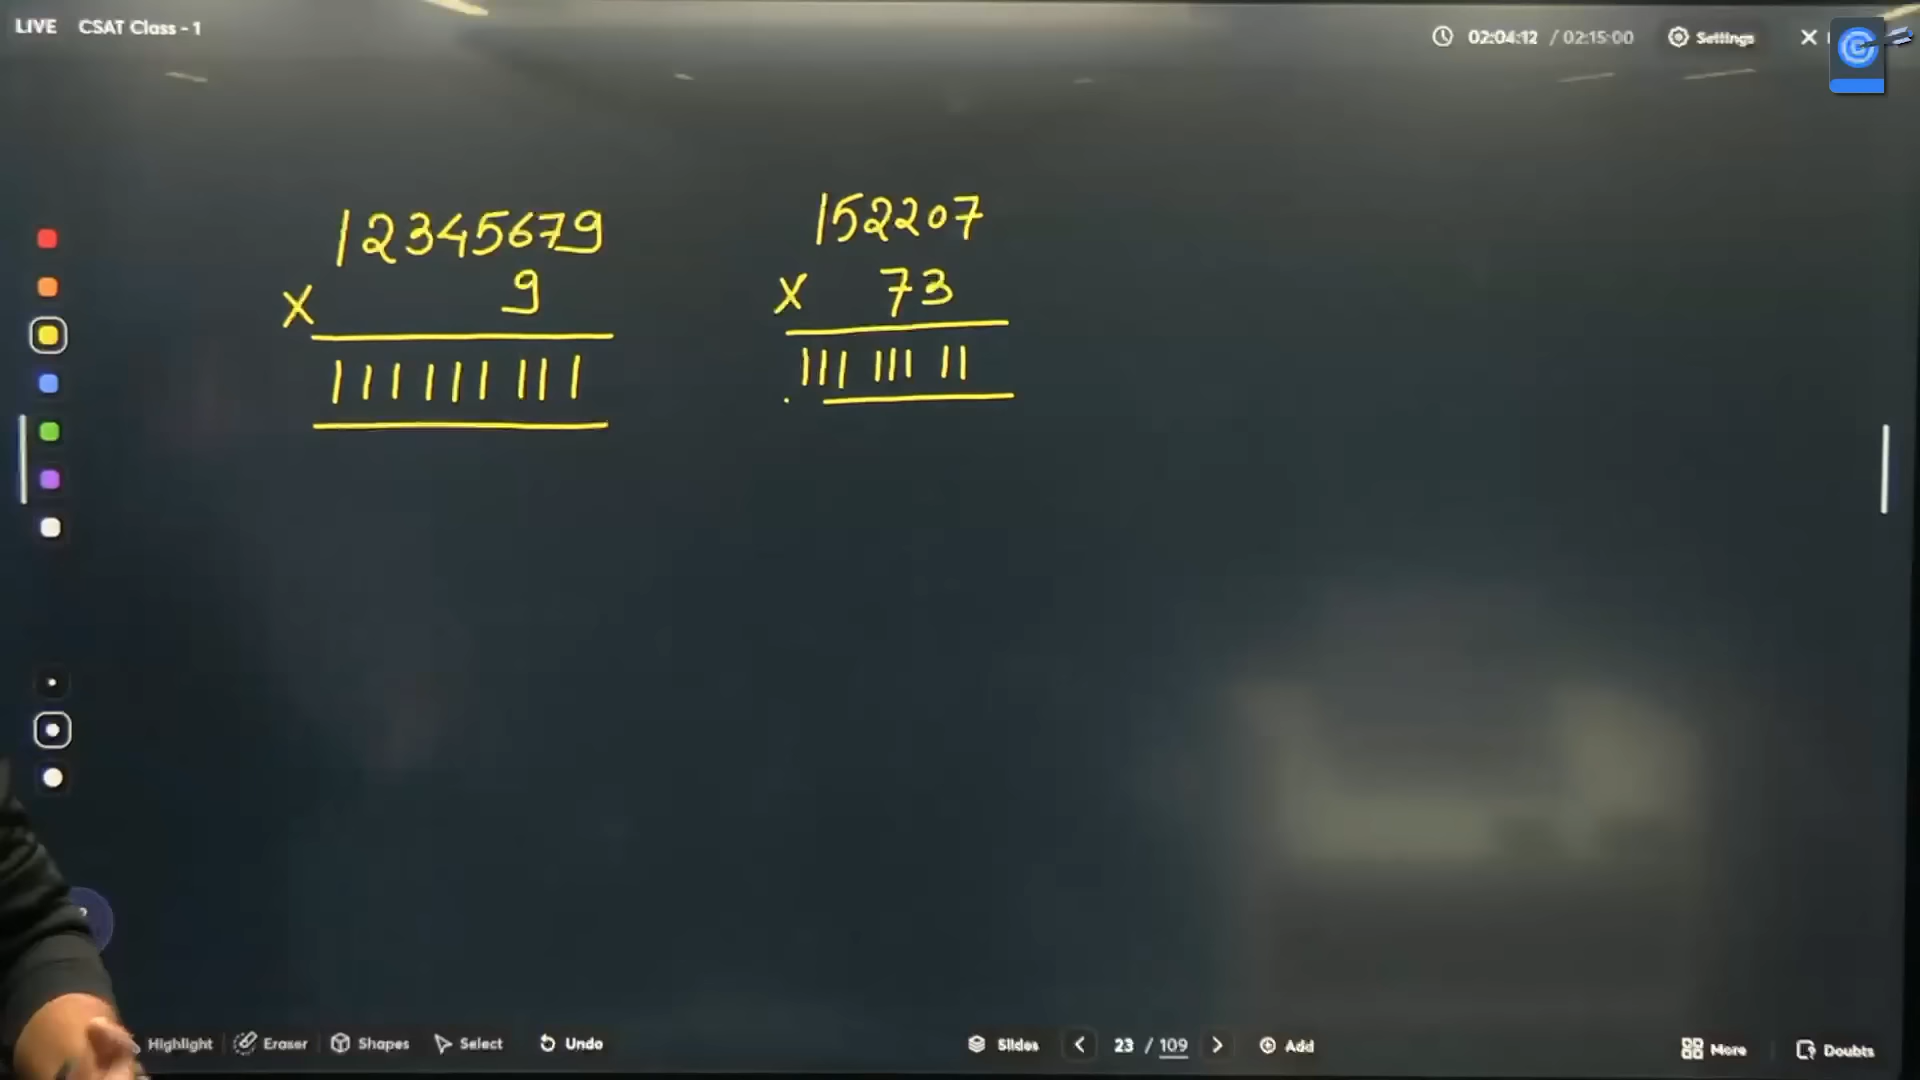 LIVE CSAT Class - 1
02:04:12 / 02:15:00 Settings
12345679
× 9
111111111
152207
× 73
11111111
Highlight Eraser Shapes Select Undo Slides 23 / 109 Add More Doubts